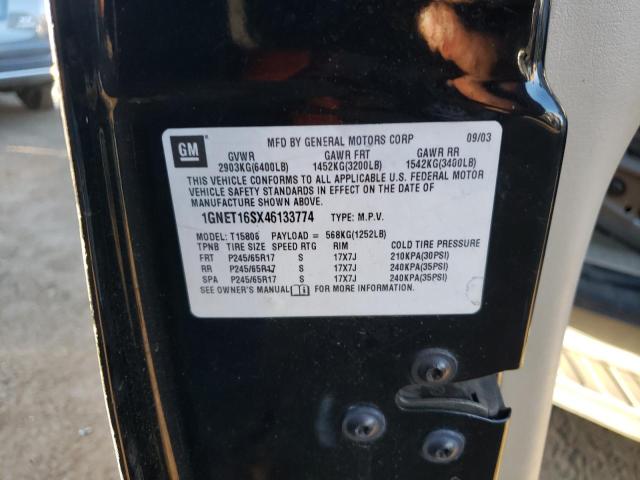 GM
MFD BY GENERAL MOTORS CORP 09/03
GVWR GAWR FRT GAWR RR
2903KG(6400LB) 1452KG(3200LB) 1542KG(3400LB)
THIS VEHICLE CONFORMS TO ALL APPLICABLE U.S. FEDERAL MOTOR
VEHICLE SAFETY STANDARDS IN EFFECT ON THE DATE OF
MANUFACTURE SHOWN ABOVE.
1GNET16SX46133774 TYPE: M.P.V.
MODEL: T15806 PAYLOAD = 568KG(1252LB)
TPNB TIRE SIZE SPEED RTG RIM COLD TIRE PRESSURE
FRT P245/65R17 S 17X7J 210KPA(30PSI)
RR P245/65R17 S 17X7J 240KPA(35PSI)
SPA P245/65R17 S 17X7J 240KPA(35PSI)
SEE OWNER'S MANUAL FOR MORE INFORMATION.